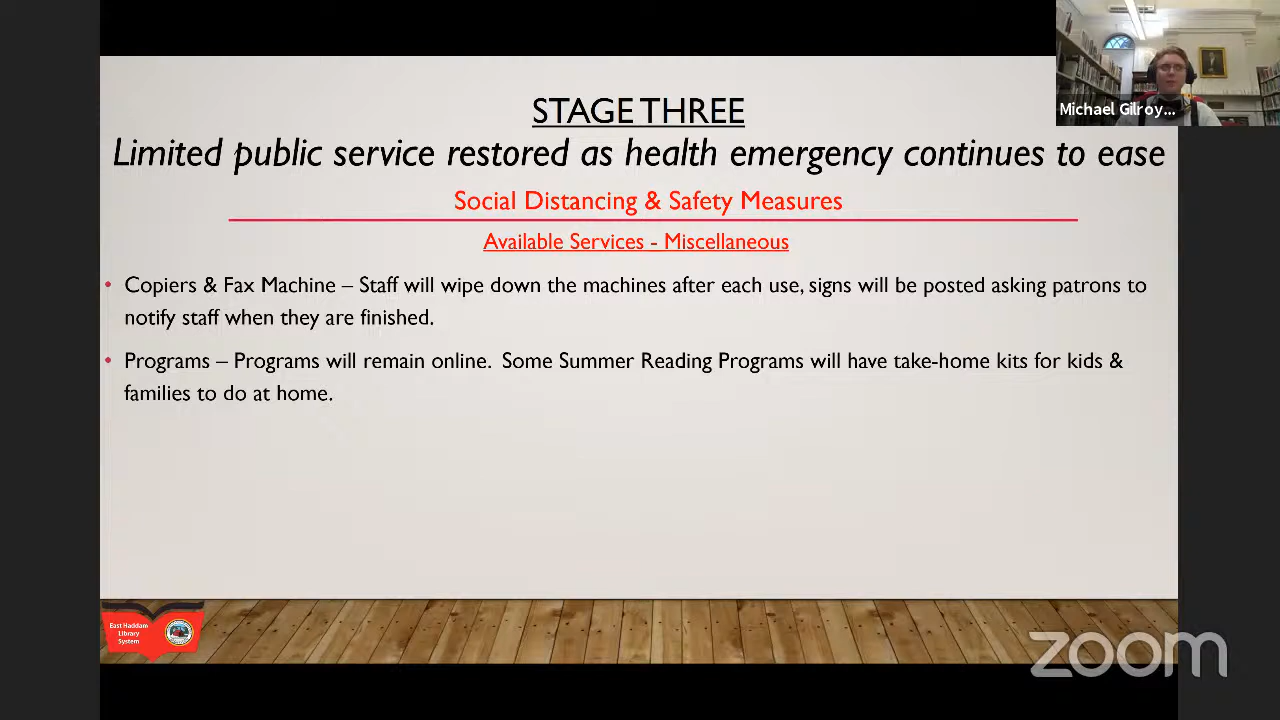 STAGE THREE
Limited public service restored as health emergency continues to ease
Social Distancing & Safety Measures
Available Services - Miscellaneous
• Copiers & Fax Machine – Staff will wipe down the machines after each use, signs will be posted asking patrons to
notify staff when they are finished.
• Programs – Programs will remain online. Some Summer Reading Programs will have take-home kits for kids &
families to do at home.
Michael Gilroy...
East Haddam
Library
System
zoom